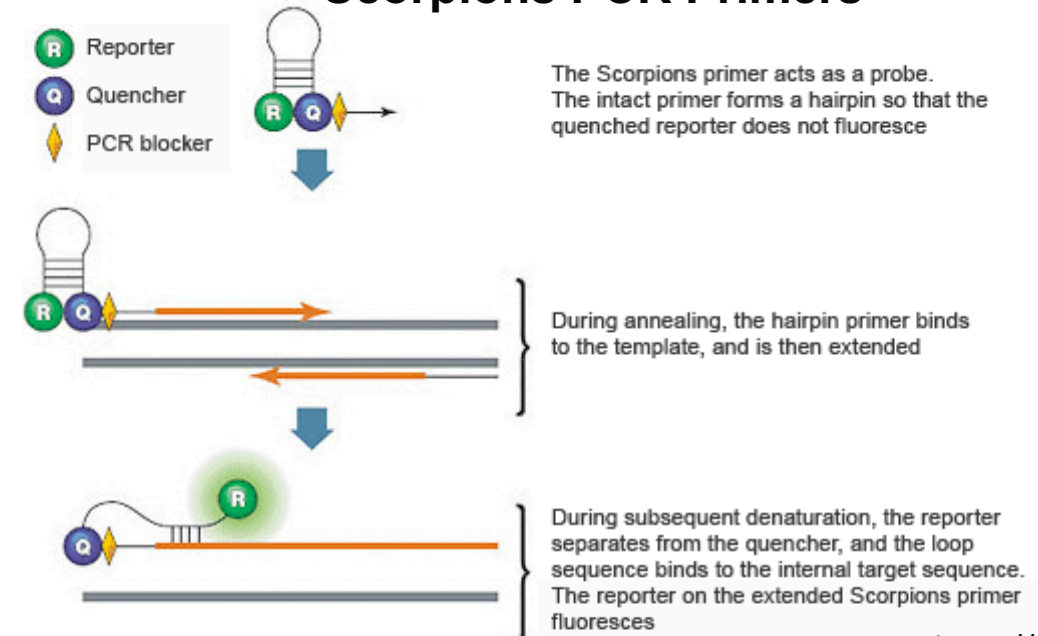 Scorpions PCR Primers
R Reporter
Q Quencher
PCR blocker
R Q
The Scorpions primer acts as a probe.
The intact primer forms a hairpin so that the
quenched reporter does not fluoresce
R Q
During annealing, the hairpin primer binds
to the template, and is then extended
R
Q
During subsequent denaturation, the reporter
separates from the quencher, and the loop
sequence binds to the internal target sequence.
The reporter on the extended Scorpions primer
fluoresces